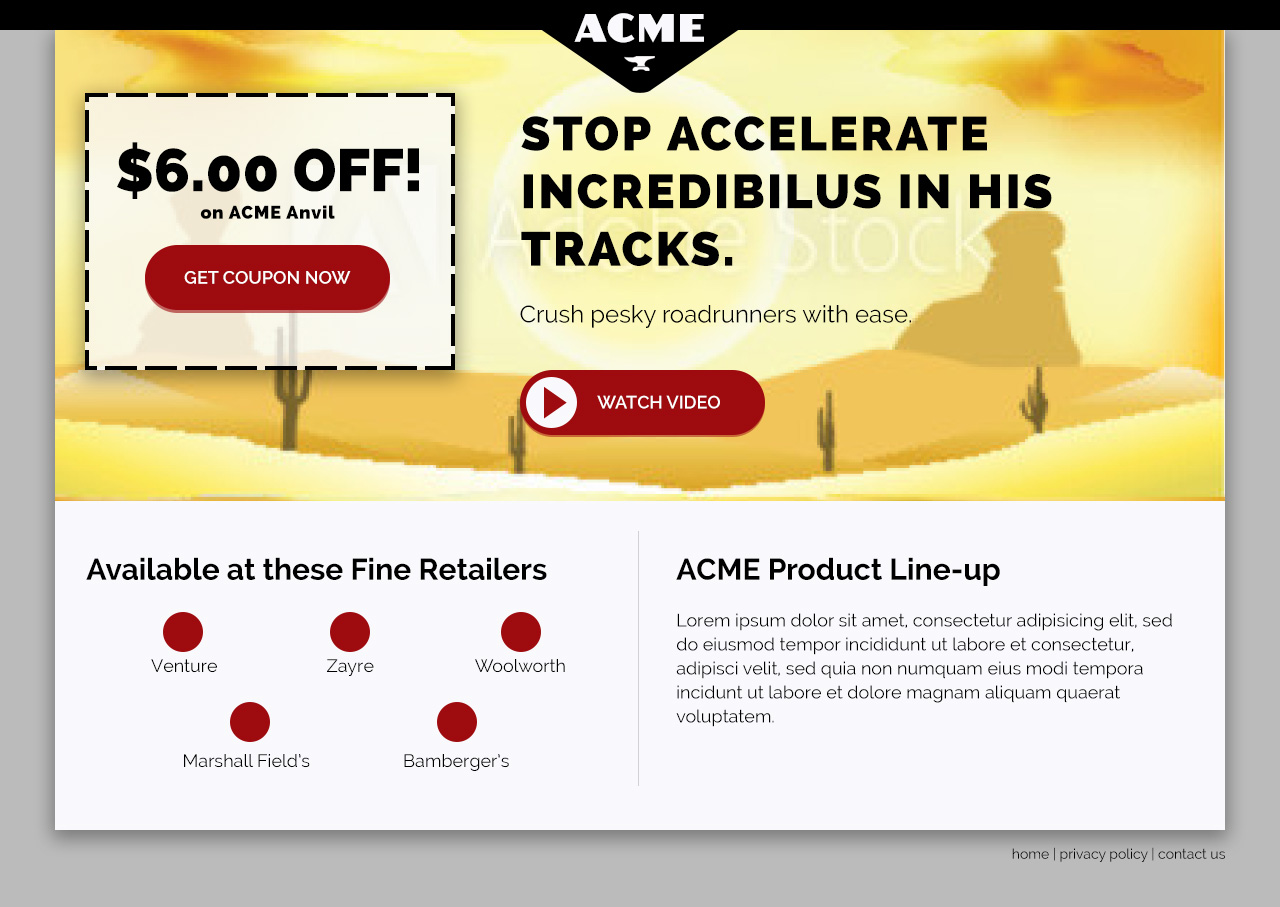 ACME
$6.00 OFF!
on ACME Anvil
GET COUPON NOW
STOP ACCELERATE
INCREDIBILUS IN HIS
TRACKS.
Adobe Stock
Crush pesky roadrunners with ease.
WATCH VIDEO
Available at these Fine Retailers
Venture
Zayre
Woolworth
Marshall Field's
Bamberger's
ACME Product Line-up
Lorem ipsum dolor sit amet, consectetur adipisicing elit, sed
do eiusmod tempor incididunt ut labore et consectetur,
adipisci velit, sed quia non numquam eius modi tempora
incidunt ut labore et dolore magnam aliquam quaerat
voluptatem.
home | privacy policy | contact us